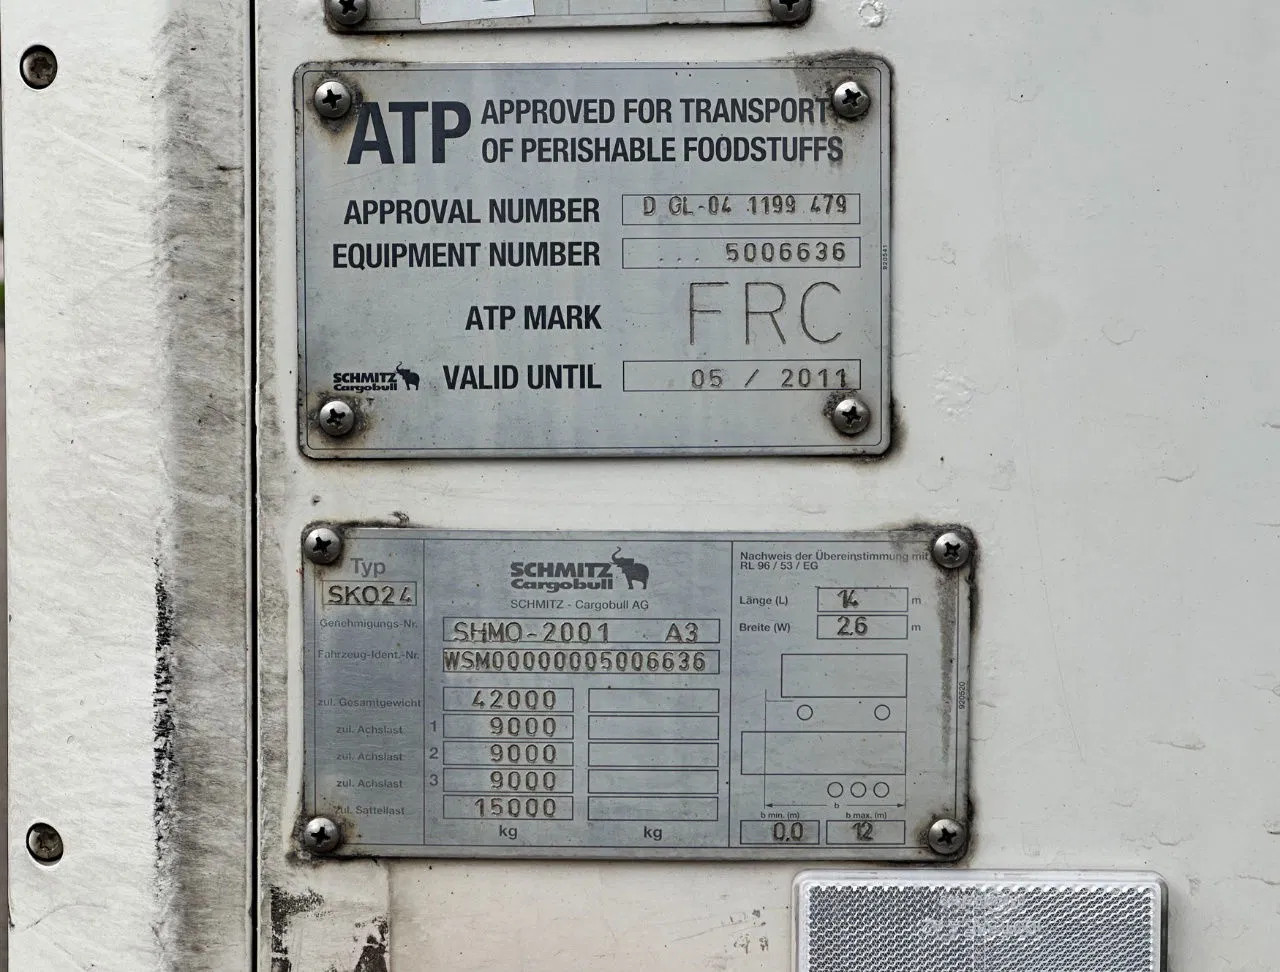 ATP APPROVED FOR TRANSPORT
OF PERISHABLE FOODSTUFFS
APPROVAL NUMBER D GL-04 1199 479
EQUIPMENT NUMBER ... 5006636
ATP MARK FRC
SCHMITZ
Cargobull
VALID UNTIL 05 / 2011
920541
Typ
SKO24
SCHMITZ
Cargobull
SCHMITZ - Cargobull AG
Genehmigungs-Nr. SHMO-2001 A3
Fahrzeug-Ident.-Nr. WSM00000005006636
zul. Gesamtgewicht 42000
zul. Achslast 1 9000
zul. Achslast 2 9000
zul. Achslast 3 9000
zul. Sattellast 15000
kg kg
Nachweis der Übereinstimmung mit
RL 96 / 53 / EG
Länge (L) 14 m
Breite (W) 2.6 m
b
b min. (m) b max. (m)
0.0 12
920520